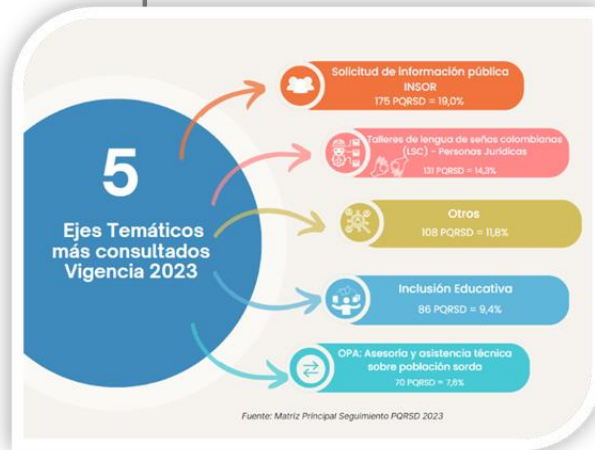 5
Ejes Temáticos
más consultados
Vigencia 2023
Solicitud de información pública
INSOR
175 PQRSD = 19,0%
Talleres de lengua de señas colombianas
(LSC) - Personas Jurídicas
131 PQRSD = 14,3%
Otros
108 PQRSD = 11,8%
Inclusión Educativa
86 PQRSD = 9,4%
OPA: Asesoría y asistencia técnica
sobre población sorda
70 PQRSD = 7,6%
Fuente: Matriz Principal Seguimiento PQRSD 2023